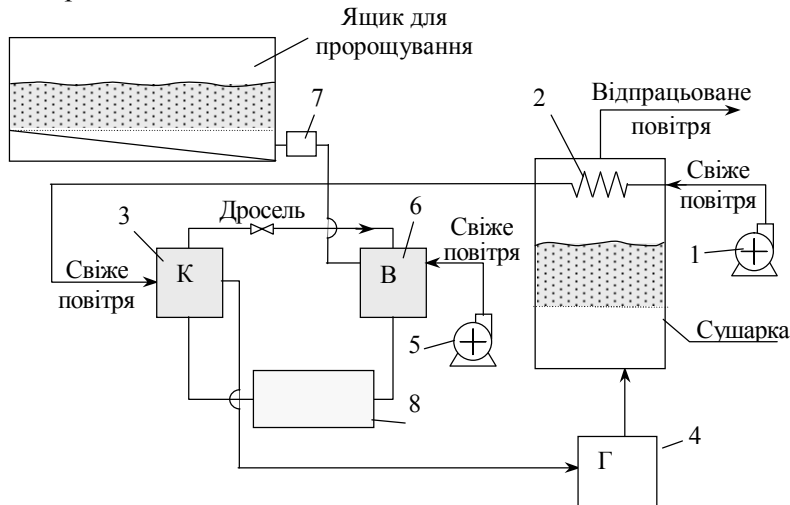 Ящик для
пророщування
7
2
Відпрацьоване
повітря
Свіже
повітря
1
3
Дросель
6
Свіже
повітря
К
В
Свіже
повітря
5
Сушарка
8
4
Г